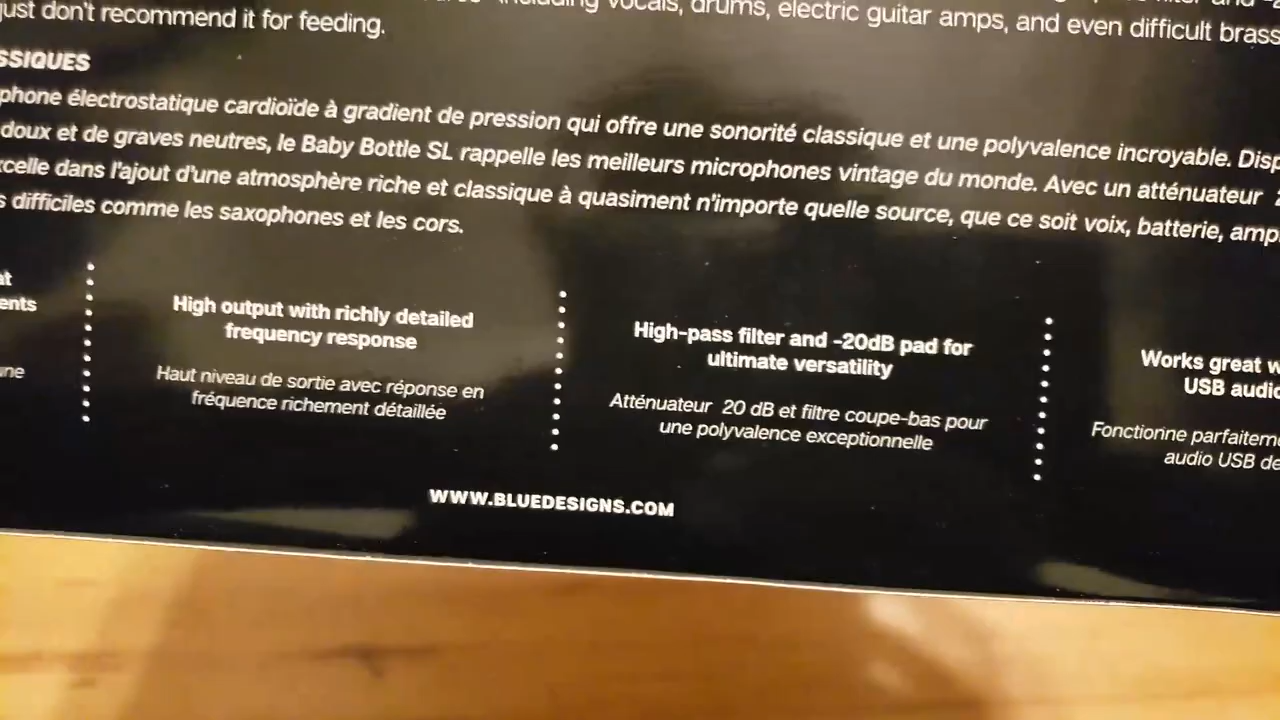 including vocals, drums, electric guitar amps, and even difficult brass
just don't recommend it for feeding.
SSIQUES
phone électrostatique cardioïde à gradient de pression qui offre une sonorité classique et une polyvalence incroyable. Disp
doux et de graves neutres, le Baby Bottle SL rappelle les meilleurs microphones vintage du monde. Avec un atténuateur
xcelle dans l'ajout d'une atmosphère riche et classique à quasiment n'importe quelle source, que ce soit voix, batterie, amp
s difficiles comme les saxophones et les cors.
at
ents
une
High output with richly detailed
frequency response
Haut niveau de sortie avec réponse en
fréquence richement détaillée
High-pass filter and -20dB pad for
ultimate versatility
Atténuateur 20 dB et filtre coupe-bas pour
une polyvalence exceptionnelle
Works great w
USB audio
Fonctionne parfaiteme
audio USB de
WWW.BLUEDESIGNS.COM